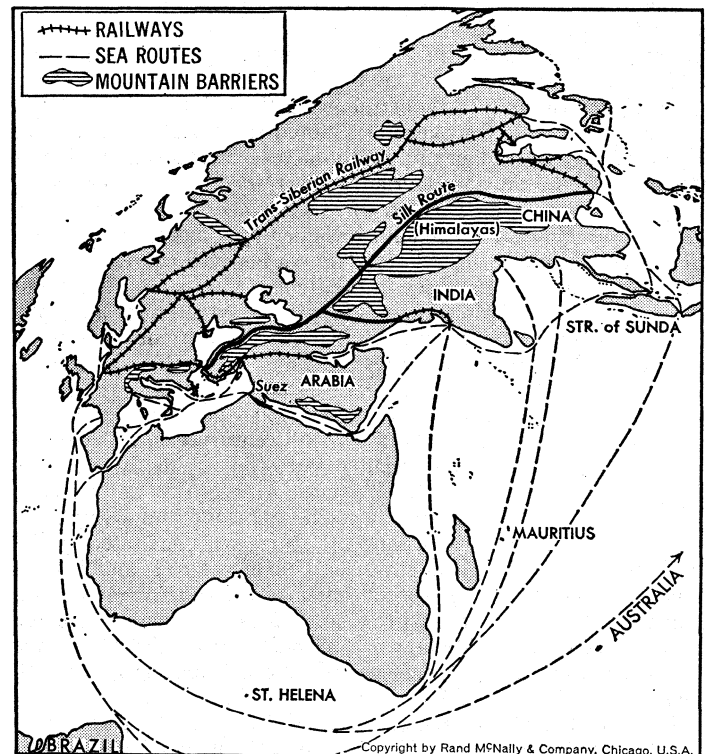 RAILWAYS
SEA ROUTES
MOUNTAIN BARRIERS
Trans-Siberian Railway
Silk Route
CHINA
(Himalayas)
INDIA
STR. of SUNDA
Suez
ARABIA
MAURITIUS
AUSTRALIA
ST. HELENA
BRAZIL
Copyright by Rand McNally & Company, Chicago, U.S.A.